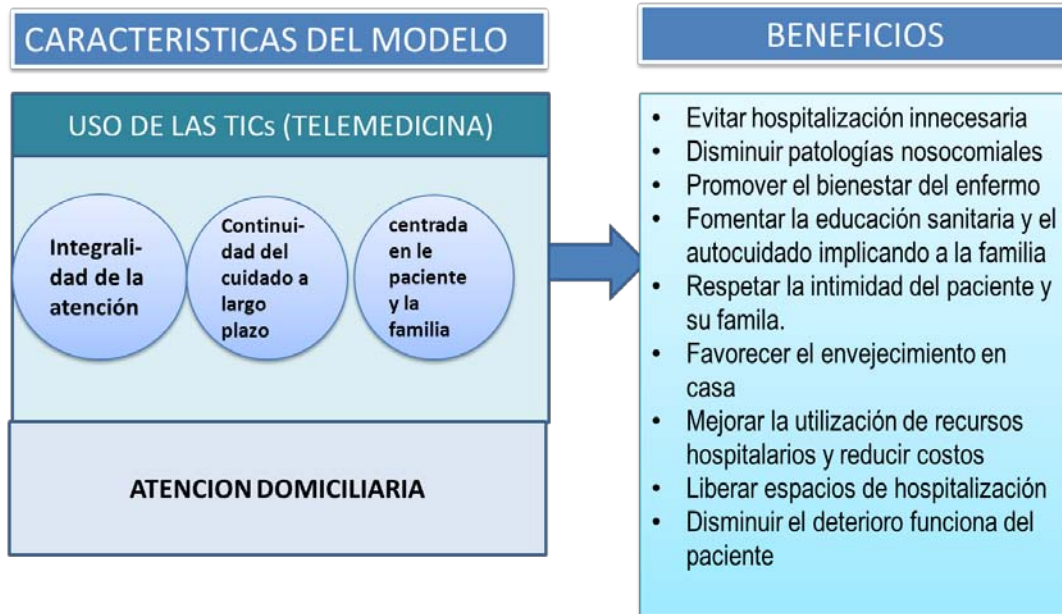 CARACTERISTICAS DEL MODELO
USO DE LAS TICs (TELEMEDICINA)
Integrali-
dad de la
atención
Continui-
dad del
cuidado a
largo
plazo
centrada
en le
paciente
y la
familia
ATENCION DOMICILIARIA
BENEFICIOS
• Evitar hospitalización innecesaria
• Disminuir patologías nosocomiales
• Promover el bienestar del enfermo
• Fomentar la educación sanitaria y el
autocuidado implicando a la familia
• Respetar la intimidad del paciente y
su famila.
• Favorecer el envejecimiento en
casa
• Mejorar la utilización de recursos
hospitalarios y reducir costos
• Liberar espacios de hospitalización
• Disminuir el deterioro funciona del
paciente